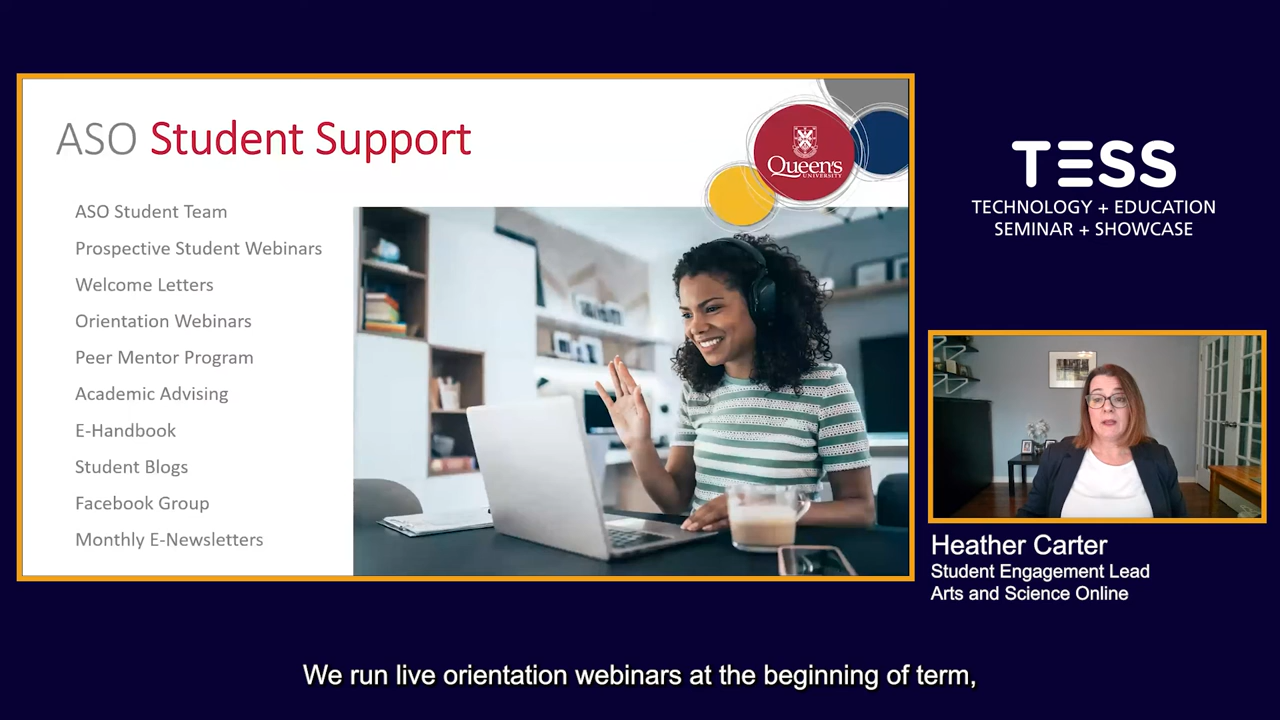 ASO Student Support
Queen's
UNIVERSITY
ASO Student Team
Prospective Student Webinars
Welcome Letters
Orientation Webinars
Peer Mentor Program
Academic Advising
E-Handbook
Student Blogs
Facebook Group
Monthly E-Newsletters
TESS
TECHNOLOGY + EDUCATION
SEMINAR + SHOWCASE
Heather Carter
Student Engagement Lead
Arts and Science Online
We run live orientation webinars at the beginning of term,